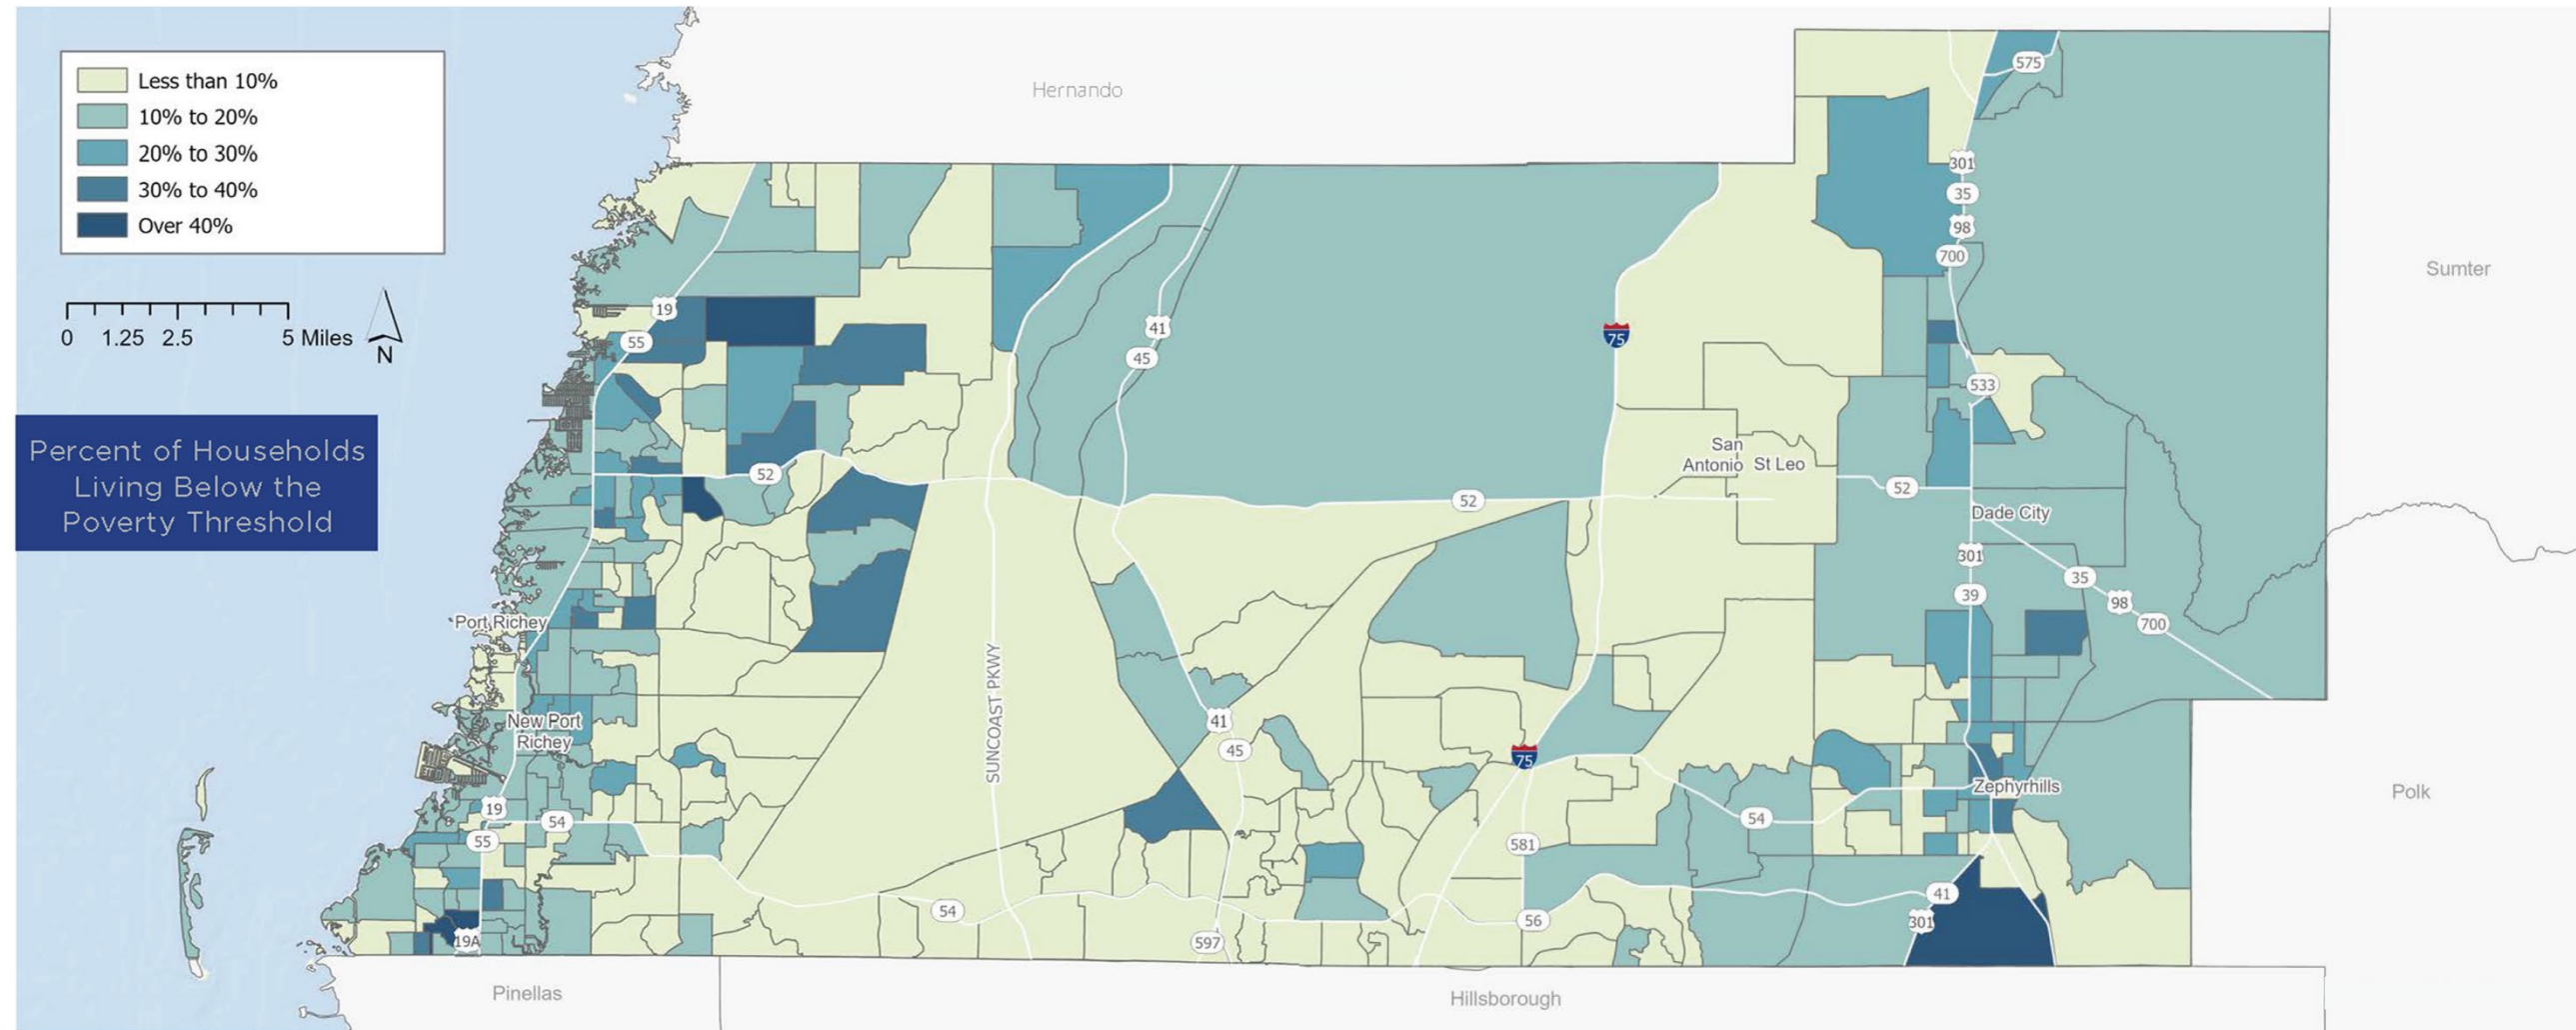 Less than 10%
10% to 20%
20% to 30%
30% to 40%
Over 40%
0 1.25 2.5 5 Miles
N
Percent of Households
Living Below the
Poverty Threshold
Hernando
Sumter
Polk
Pinellas
Hillsborough
575
301
35
98
700
19
55
41
45
75
533
52
San
Antonio St Leo
52
52
Dade City
301
39
35
98
700
Port Richey
SUNCOAST PKWY
New Port
Richey
41
45
75
Zephyrhills
19
54
55
54
581
54
56
41
301
19A
597